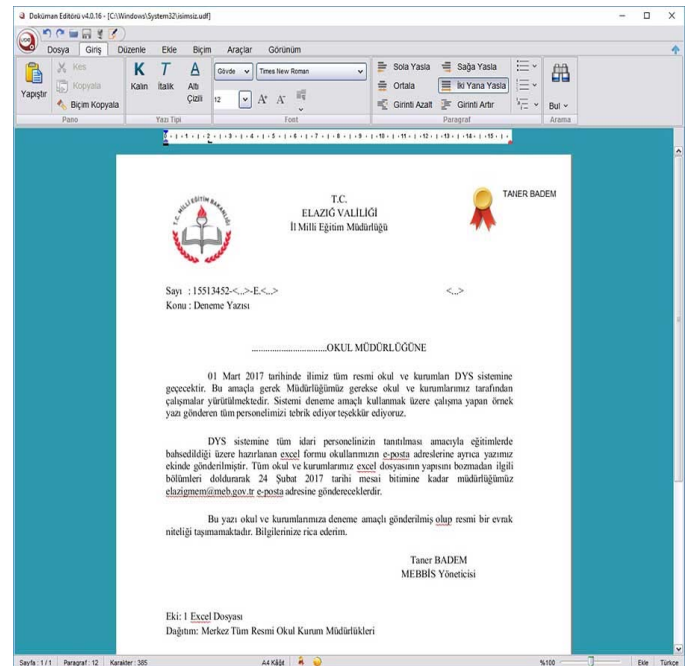 Doküman Editörü v4.0.16 - [C:\Windows\System32\isimsiz.udf]
Dosya Giriş Düzenle Ekle Biçim Araçlar Görünüm
Yapıştır
Kes
Kopyala
Biçim Kopyala
Pano
K T A
Kalın İtalik Altı Çizili
Yazı Tipi
Gövde Times New Roman
12 A A
Font
Sola Yasla Sağa Yasla
Ortala İki Yana Yasla
Girinti Azalt Girinti Artır
Paragraf
Bul
Arama
T.C. MİLLÎ EĞİTİM BAKANLIĞI
T.C.
ELAZIĞ VALİLİĞİ
İl Milli Eğitim Müdürlüğü
TANER BADEM
Sayı : 15513452-<...>-E.<...> <...>
Konu : Deneme Yazısı
.................................OKUL MÜDÜRLÜĞÜNE
01 Mart 2017 tarihinde ilimiz tüm resmi okul ve kurumları DYS sistemine
geçecektir. Bu amaçla gerek Müdürlüğümüz gerekse okul ve kurumlarımız tarafından
çalışmalar yürütülmektedir. Sistemi deneme amaçlı kullanmak üzere çalışma yapan örnek
yazı gönderen tüm personelimizi tebrik ediyor teşekkür ediyoruz.
DYS sistemine tüm idari personelinizin tanıtılması amacıyla eğitimlerde
bahsedildiği üzere hazırlanan excel formu okullarımızın e-posta adreslerine ayrıca yazımız
ekinde gönderilmiştir. Tüm okul ve kurumlarımız excel dosyasının yapısını bozmadan ilgili
bölümleri doldurarak 24 Şubat 2017 tarihi mesai bitimine kadar müdürlüğümüz
elazigmem@meb.gov.tr e-posta adresine göndereceklerdir.
Bu yazı okul ve kurumlarımıza deneme amaçlı gönderilmiş olup resmi bir evrak
niteliği taşımamaktadır. Bilgilerinize rica ederim.
Taner BADEM
MEBBİS Yöneticisi
Eki: 1 Excel Dosyası
Dağıtım: Merkez Tüm Resmi Okul Kurum Müdürlükleri
Sayfa : 1 / 1 Paragraf : 12 Karakter : 385 A4 Kâğıt %100 Ekle Türkçe